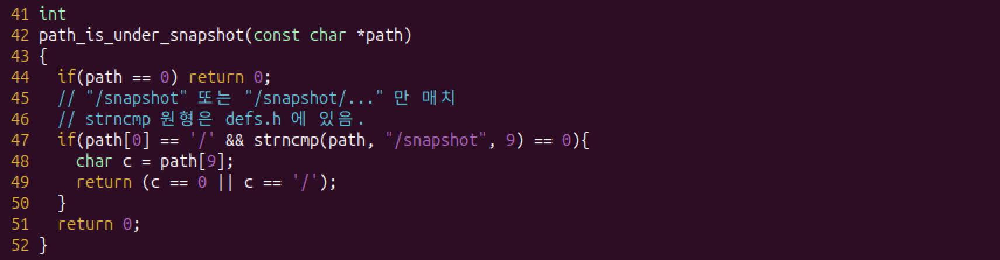 41 int
42 path_is_under_snapshot(const char *path)
43 {
44   if(path == 0) return 0;
45   // "/snapshot" 또는 "/snapshot/..." 만 매치
46   // strncmp 원형은 defs.h 에 있음.
47   if(path[0] == '/' && strncmp(path, "/snapshot", 9) == 0){
48     char c = path[9];
49     return (c == 0 || c == '/');
50   }
51   return 0;
52 }